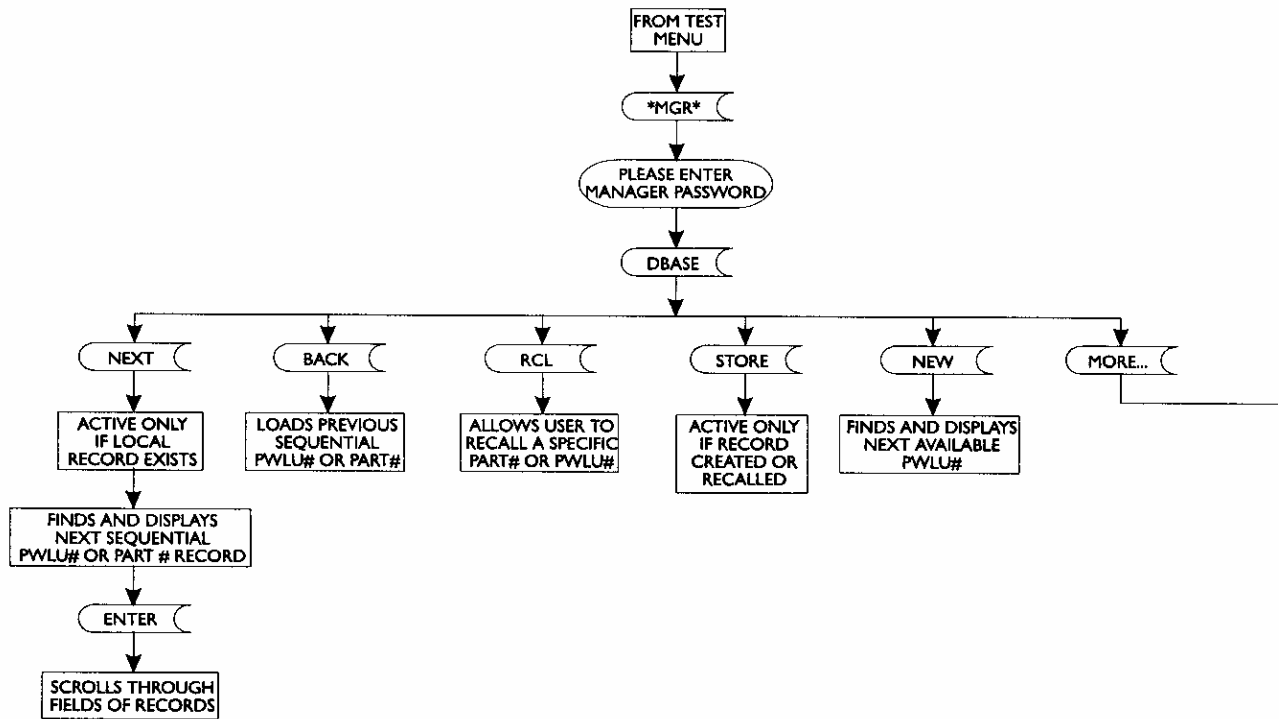 FROM TEST
MENU
*MGR*
PLEASE ENTER
MANAGER PASSWORD
DBASE
NEXT
BACK
RCL
STORE
NEW
MORE...
ACTIVE ONLY
IF LOCAL
RECORD EXISTS
LOADS PREVIOUS
SEQUENTIAL
PWLU# OR PART#
ALLOWS USER TO
RECALL A SPECIFIC
PART# OR PWLU#
ACTIVE ONLY
IF RECORD
CREATED OR
RECALLED
FINDS AND DISPLAYS
NEXT AVAILABLE
PWLU#
FINDS AND DISPLAYS
NEXT SEQUENTIAL
PWLU# OR PART # RECORD
ENTER
SCROLLS THROUGH
FIELDS OF RECORDS